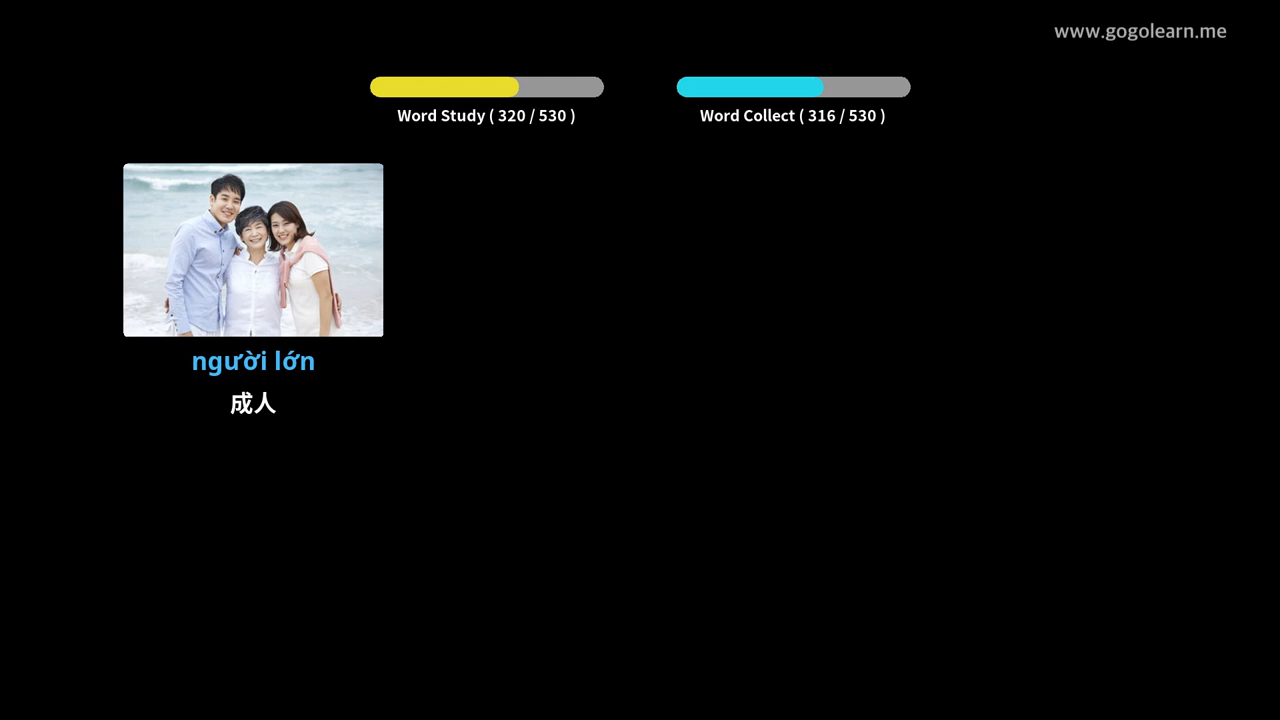 www.gogolearn.me
Word Study ( 320 / 530 )
Word Collect ( 316 / 530 )
người lớn
成人